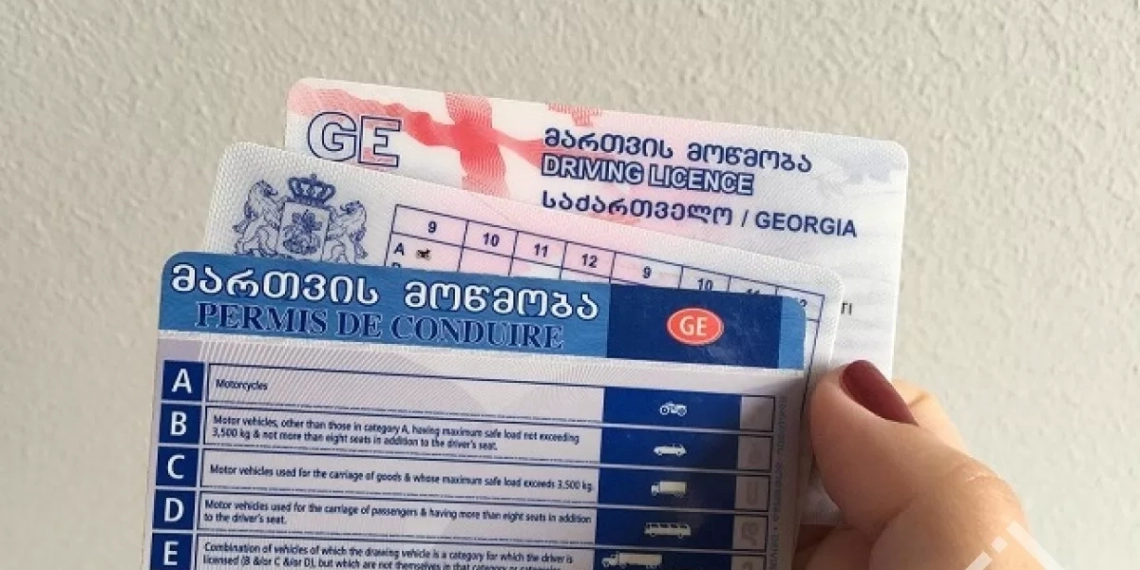 GE
მართვის მოწმობა
DRIVING LICENCE
საქართველო / GEORGIA
9 10 11 12 9 10
A
მართვის მოწმობა
PERMIS DE CONDUIRE
GE
A
Motorcycles
B
Motor vehicles, other than those in category A, having maximum safe load not exceeding
3,500 kg & not more than eight seats in addition to the driver's seat.
C
Motor vehicles used for the carriage of goods & whose maximum safe load exceeds 3,500 kg.
D
Motor vehicles used for the carriage of passengers & having more than eight seats in addition
to the driver's seat.
E
Combination of vehicles of which the drawing vehicle is a category for which the driver is
licensed (B &/or C &/or D), but which are not themselves in that category or categories